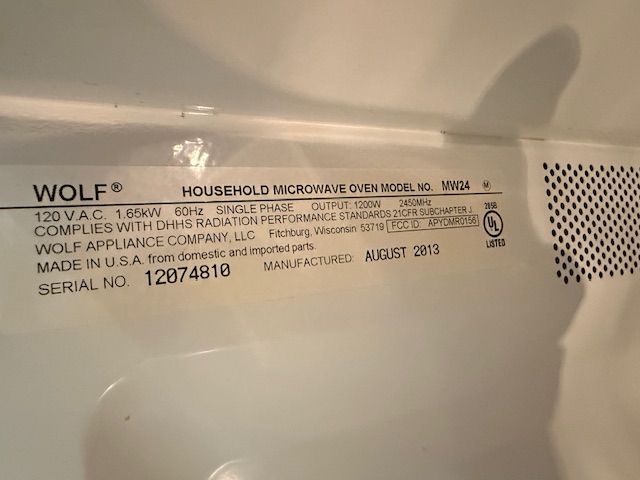 WOLF® HOUSEHOLD MICROWAVE OVEN MODEL NO. MW24 M
120 V.A.C. 1.65kW 60Hz SINGLE PHASE OUTPUT: 1200W 2450MHz 205B
COMPLIES WITH DHHS RADIATION PERFORMANCE STANDARDS 21CFR SUBCHAPTER J
WOLF APPLIANCE COMPANY, LLC Fitchburg, Wisconsin 53719 FCC ID: APYDMR0156 UL
MADE IN U.S.A. from domestic and imported parts. LISTED
SERIAL NO. 12074810 MANUFACTURED: AUGUST 2013